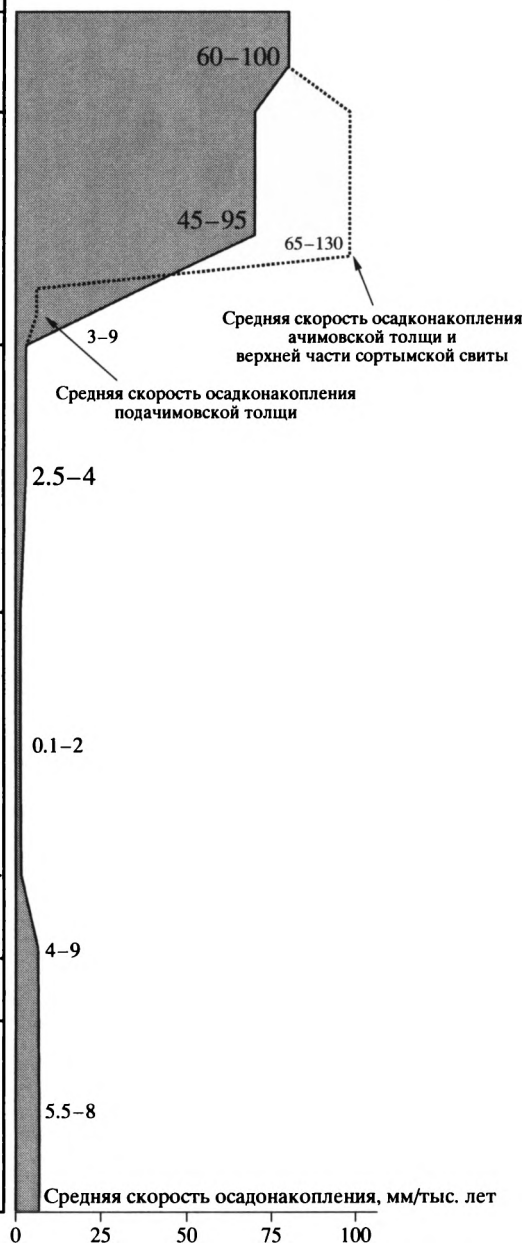 60–100
45–95
65–130
Средняя скорость осадконакопления
ачимовской толщи и
верхней части сортымской свиты
3–9
Средняя скорость осадконакопления
подачимовской толщи
2.5–4
0.1–2
4–9
5.5–8
Средняя скорость осадонакопления, мм/тыс. лет
0 25 50 75 100